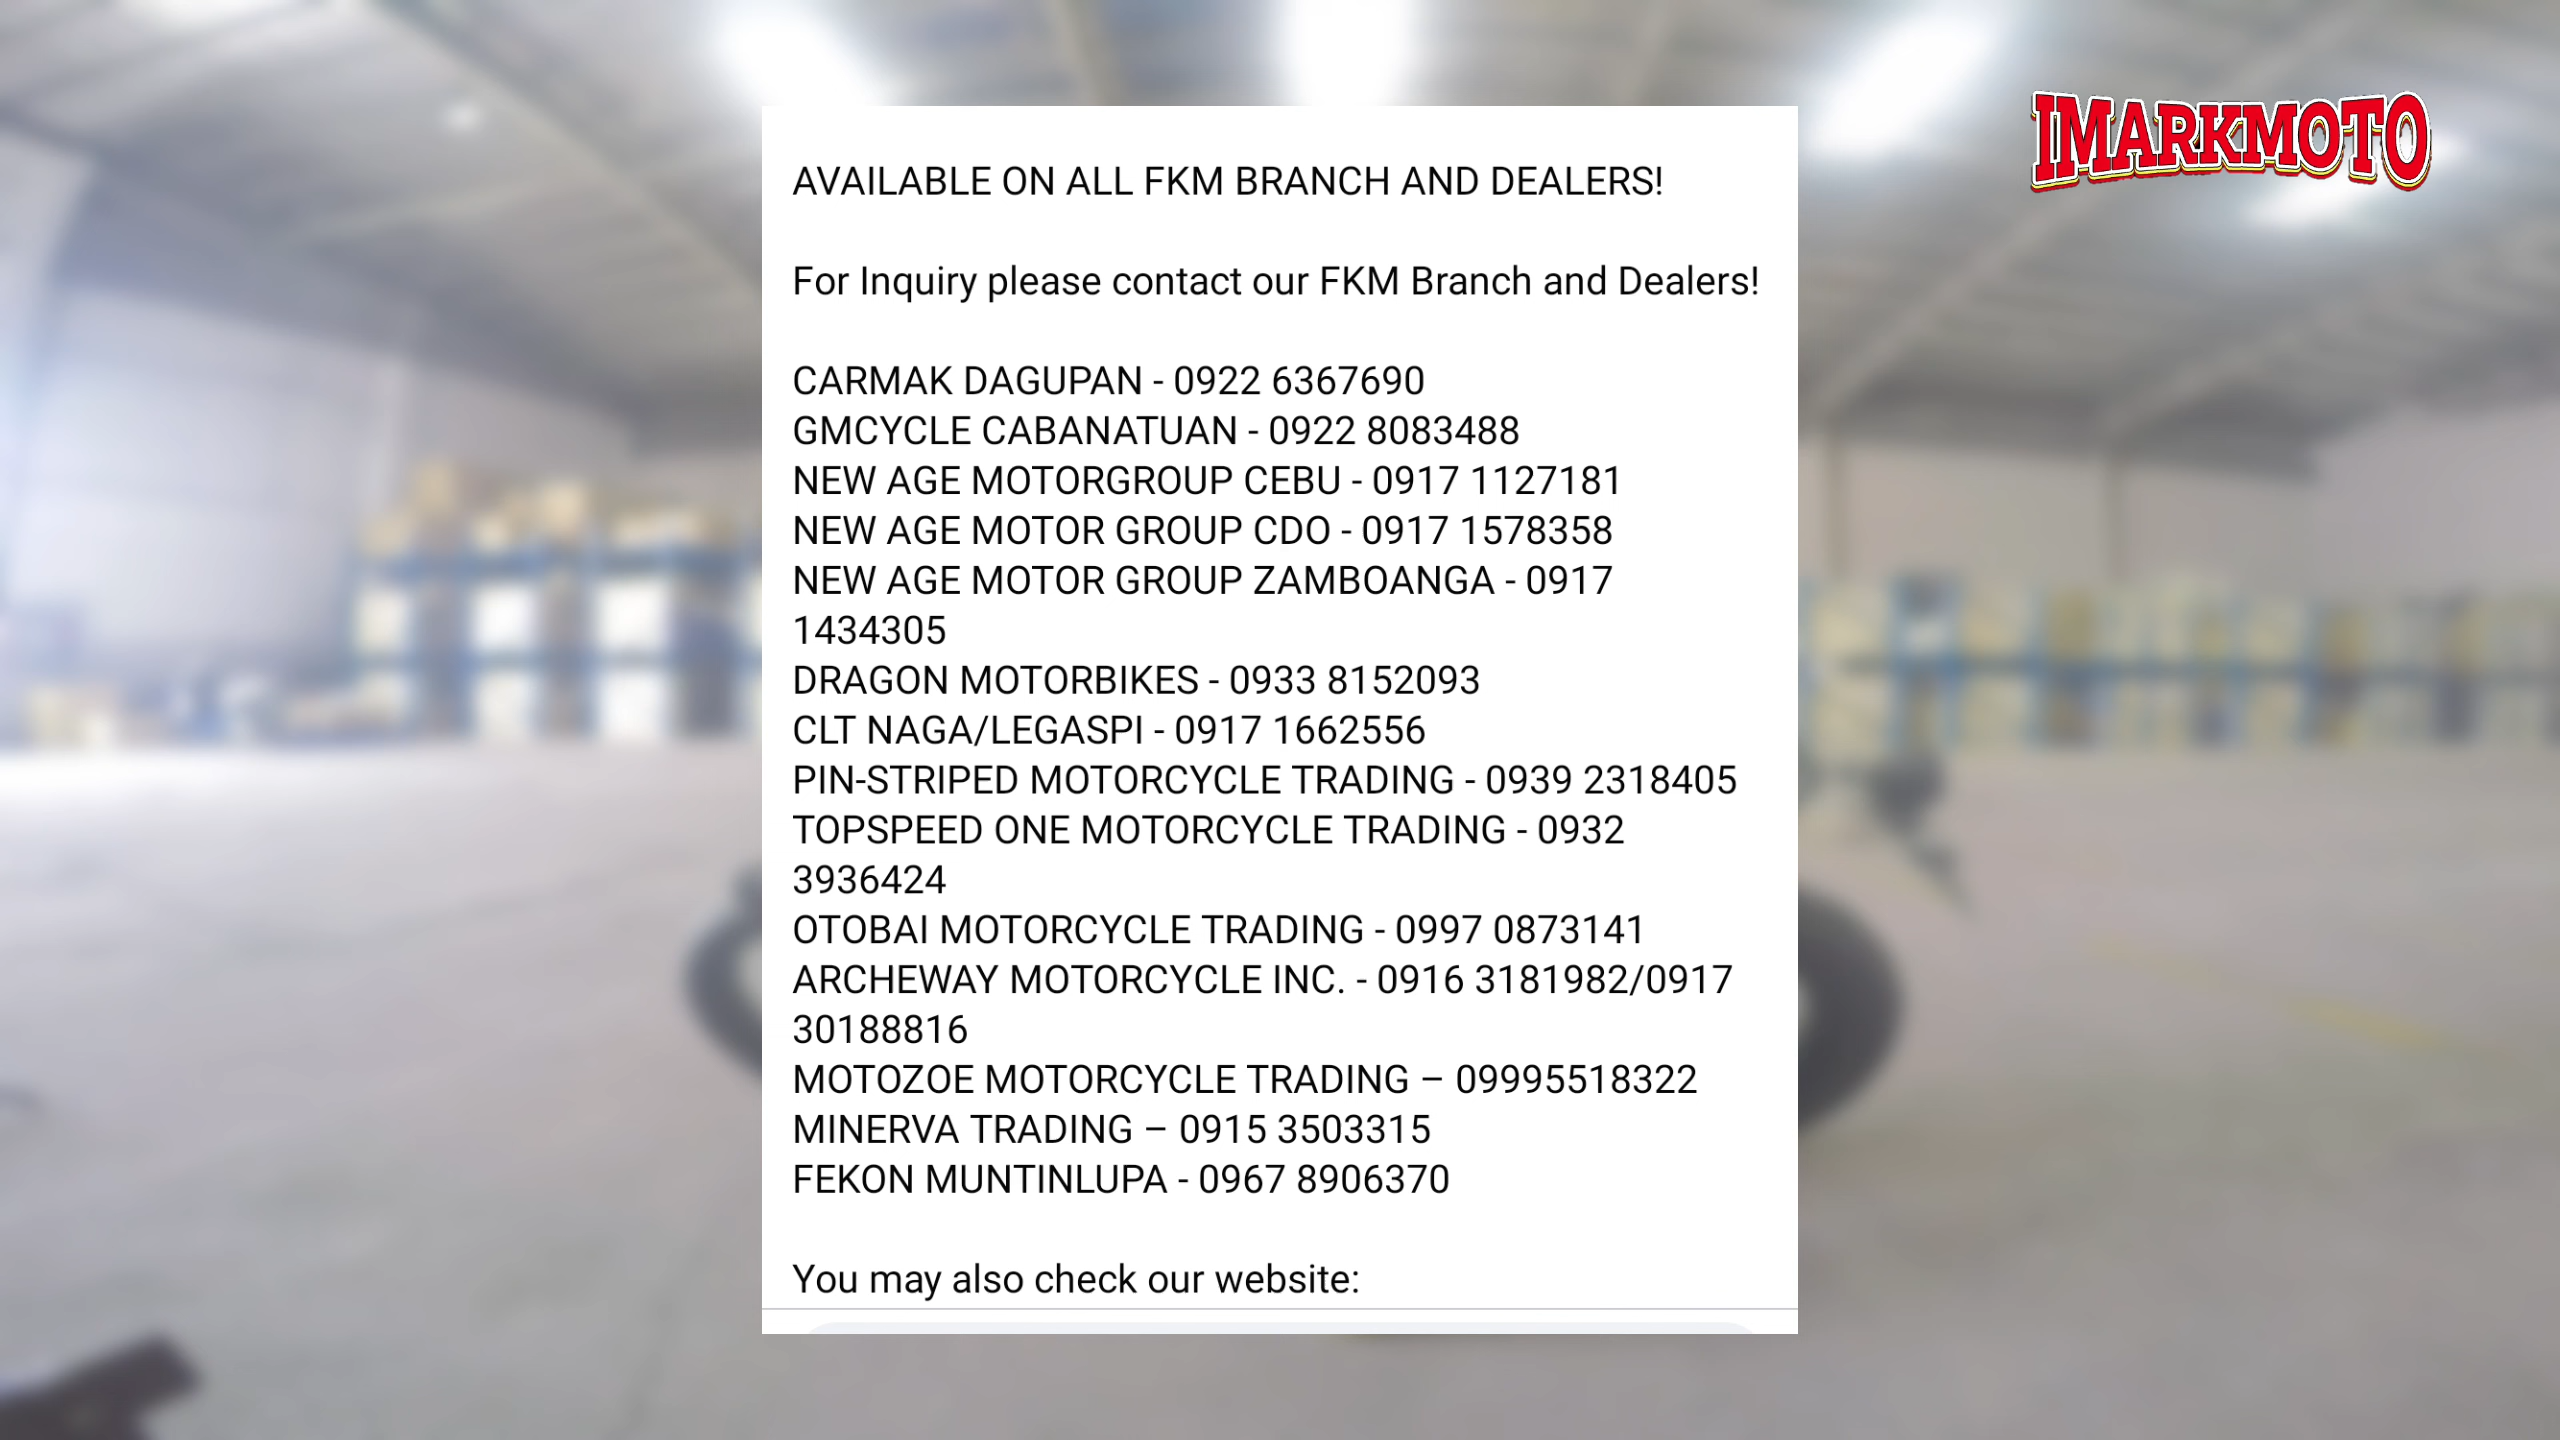 IMARKMOTO
AVAILABLE ON ALL FKM BRANCH AND DEALERS!
For Inquiry please contact our FKM Branch and Dealers!
CARMAK DAGUPAN - 0922 6367690
GMCYCLE CABANATUAN - 0922 8083488
NEW AGE MOTORGROUP CEBU - 0917 1127181
NEW AGE MOTOR GROUP CDO - 0917 1578358
NEW AGE MOTOR GROUP ZAMBOANGA - 0917
1434305
DRAGON MOTORBIKES - 0933 8152093
CLT NAGA/LEGASPI - 0917 1662556
PIN-STRIPED MOTORCYCLE TRADING - 0939 2318405
TOPSPEED ONE MOTORCYCLE TRADING - 0932
3936424
OTOBAI MOTORCYCLE TRADING - 0997 0873141
ARCHEWAY MOTORCYCLE INC. - 0916 3181982/0917
30188816
MOTOZOE MOTORCYCLE TRADING – 09995518322
MINERVA TRADING – 0915 3503315
FEKON MUNTINLUPA - 0967 8906370
You may also check our website: